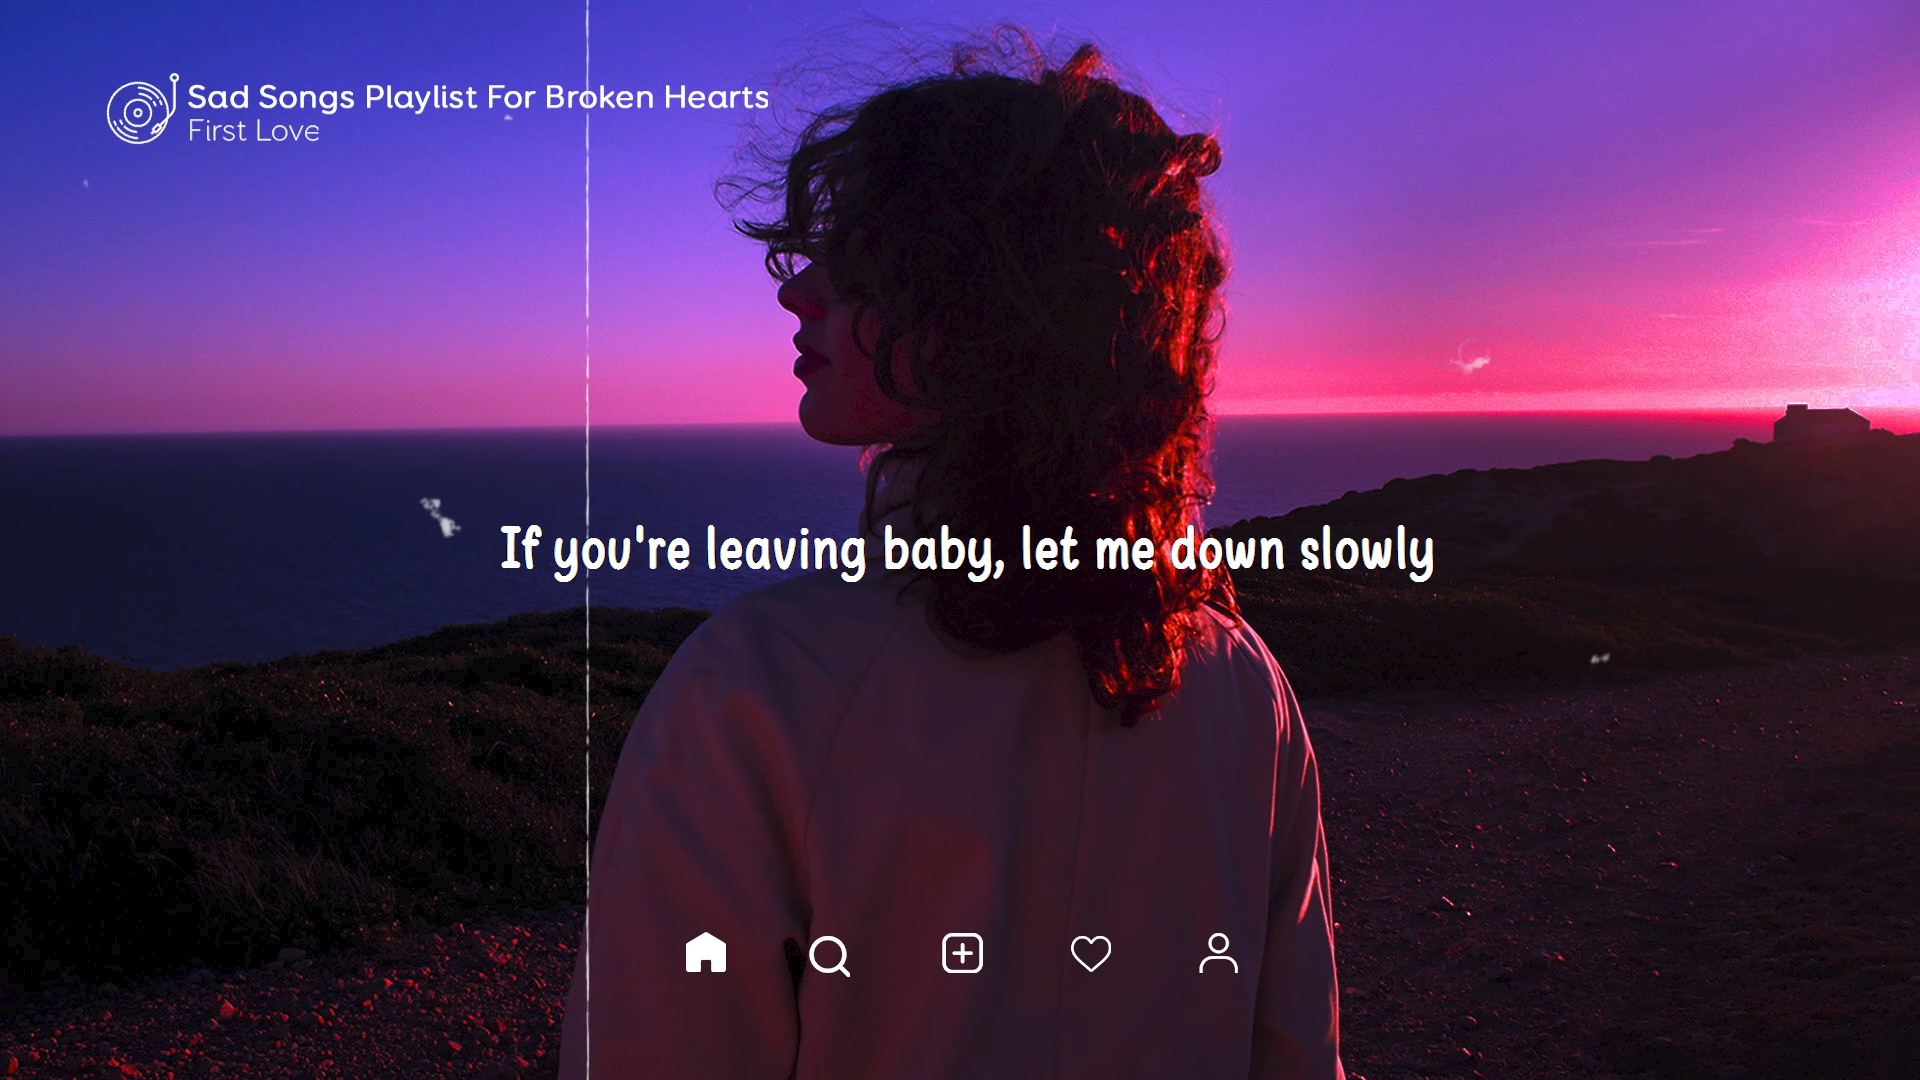 Sad Songs Playlist For Broken Hearts
First Love
If you're leaving baby, let me down slowly